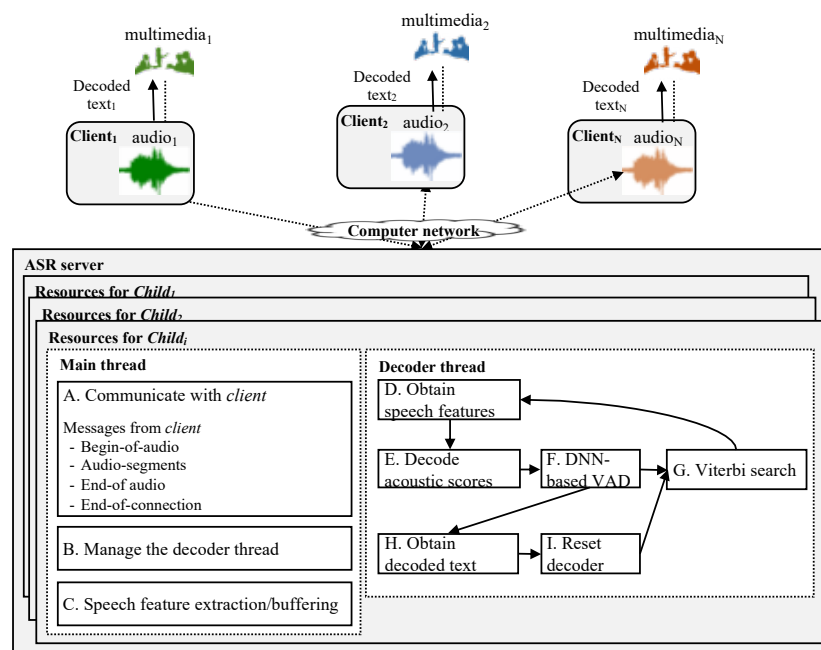 multimedia1
multimedia2
multimediaN
Decoded
text1
Decoded
text2
Decoded
textN
Client1
audio1
Client2
audio2
ClientN
audioN
Computer network
ASR server
Resources for Child1
Resources for Child2
Resources for Childi
Main thread
A. Communicate with client
Messages from client
- Begin-of-audio
- Audio-segments
- End-of audio
- End-of-connection
B. Manage the decoder thread
C. Speech feature extraction/buffering
Decoder thread
D. Obtain
speech features
E. Decode
acoustic scores
F. DNN-
based VAD
G. Viterbi search
H. Obtain
decoded text
I. Reset
decoder